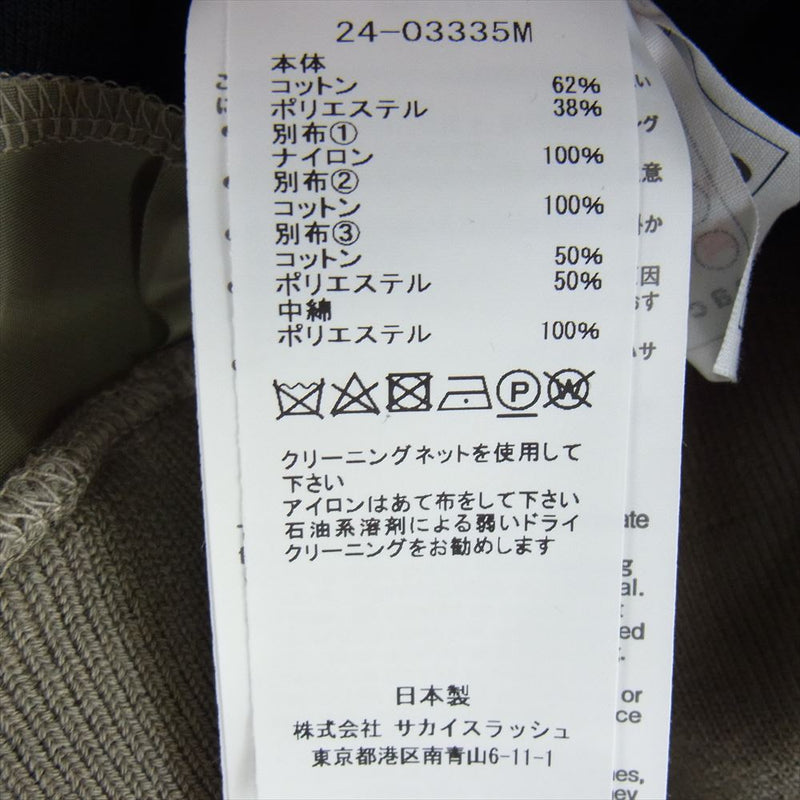 24-03335M
本体
コットン 62%
ポリエステル 38%
別布①
ナイロン 100%
別布②
コットン 100%
別布③
コットン 50%
ポリエステル 50%
中綿
ポリエステル 100%
P W
クリーニングネットを使用して
下さい
アイロンはあて布をして下さい
石油系溶剤による弱いドライ
クリーニングをお勧めします
日本製
株式会社 サカイスラッシュ
東京都港区南青山6-11-1